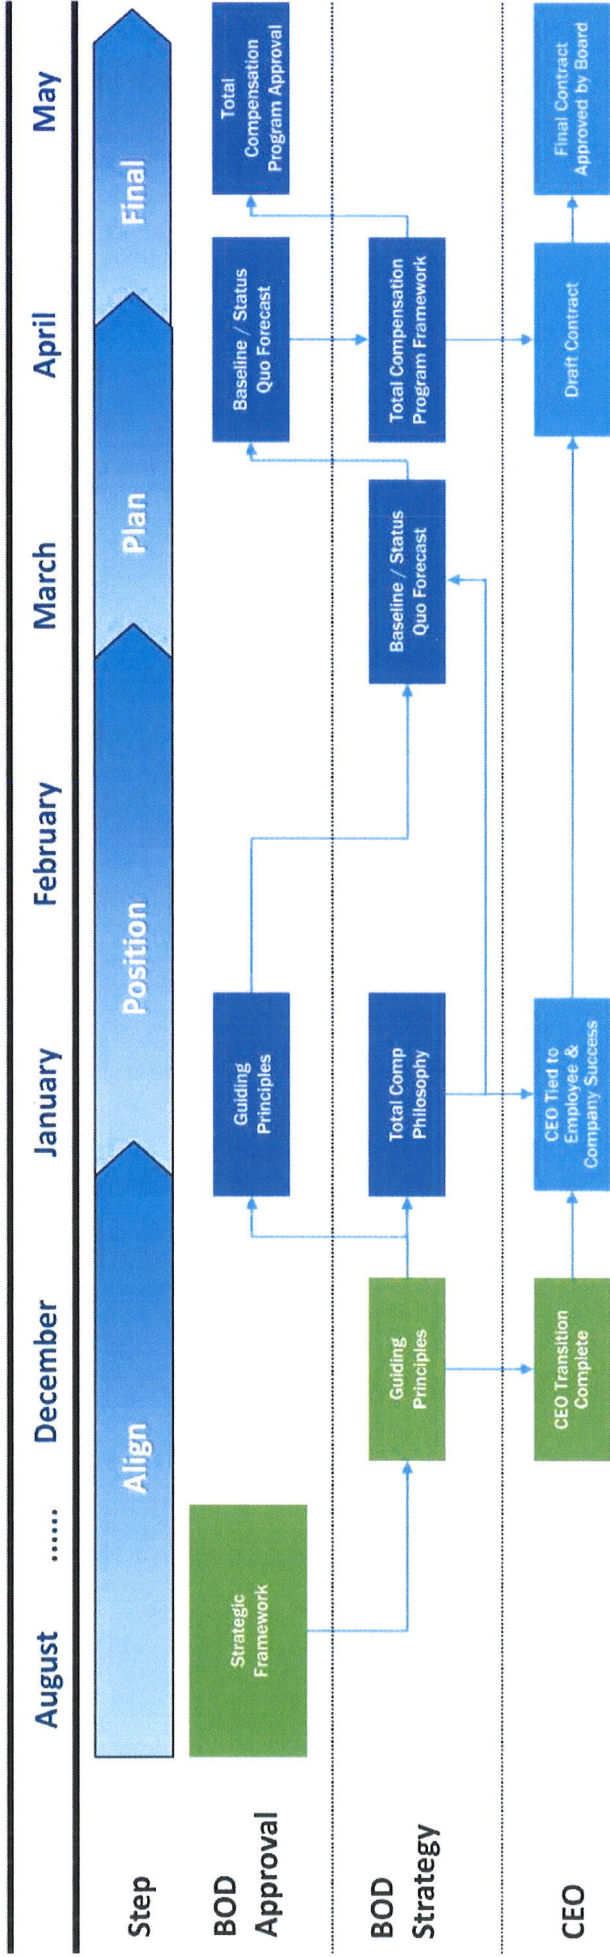 August ...... December January February March April May
Step
Align
Position
Plan
Final
BOD
Approval
Strategic
Framework
Guiding
Principles
Baseline / Status
Quo Forecast
Total
Compensation
Program Approval
BOD
Strategy
Guiding
Principles
Total Comp
Philosophy
Baseline / Status
Quo Forecast
Total Compensation
Program Framework
CEO
CEO Transition
Complete
CEO Tied to
Employee &
Company Success
Draft Contract
Final Contract
Approved by Board